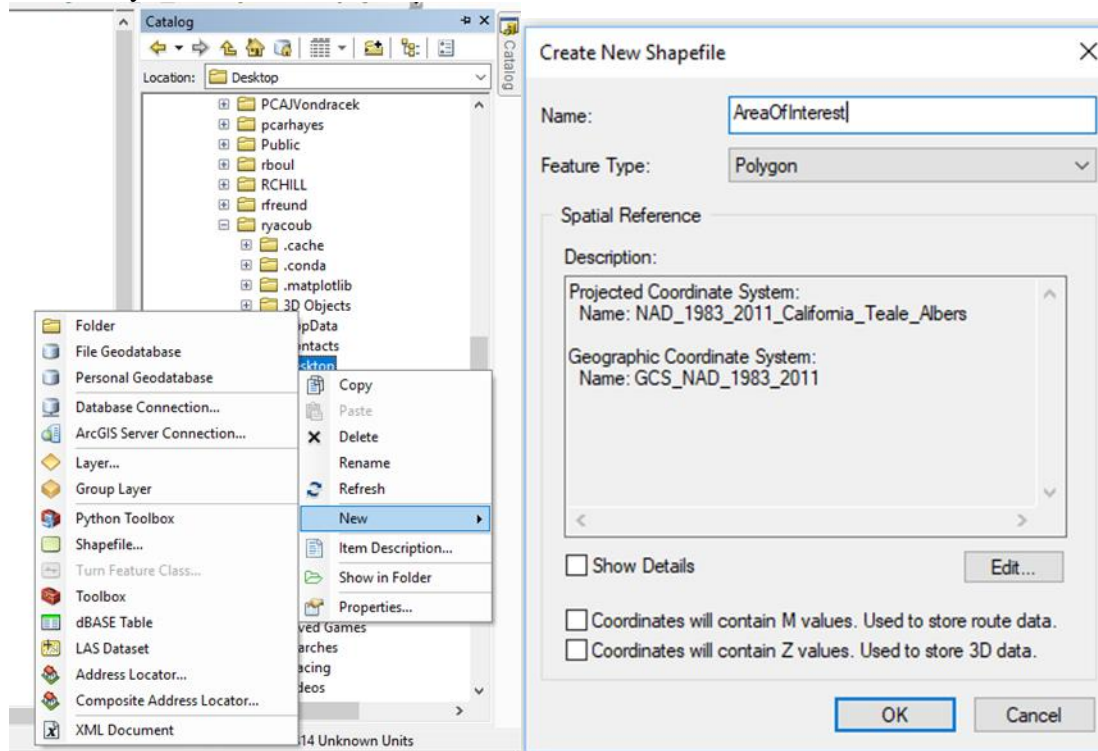 Catalog
Location: Desktop
PCAJVondracek
pcarhayes
Public
rboul
RCHILL
rfreund
ryacoub
.cache
.conda
.matplotlib
3D Objects
Folder
File Geodatabase
Personal Geodatabase
Database Connection...
ArcGIS Server Connection...
Layer...
Group Layer
Python Toolbox
Shapefile...
Turn Feature Class...
Toolbox
dBASE Table
LAS Dataset
Address Locator...
Composite Address Locator...
XML Document
Copy
Paste
Delete
Rename
Refresh
New
Item Description...
Show in Folder
Properties...
Unknown Units
Catalog
Create New Shapefile
Name: AreaOfInterest
Feature Type: Polygon
Spatial Reference
Description:
Projected Coordinate System:
Name: NAD_1983_2011_California_Teale_Albers
Geographic Coordinate System:
Name: GCS_NAD_1983_2011
Show Details
Edit...
Coordinates will contain M values. Used to store route data.
Coordinates will contain Z values. Used to store 3D data.
OK Cancel